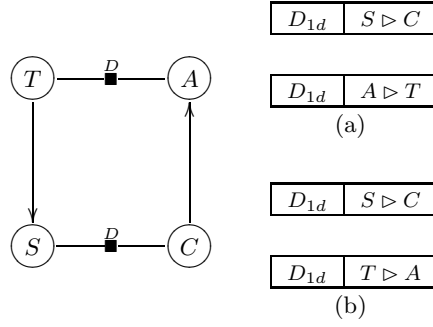 D
T A
D
S C
D1d S ▷ C
D1d A ▷ T
(a)
D1d S ▷ C
D1d T ▷ A
(b)